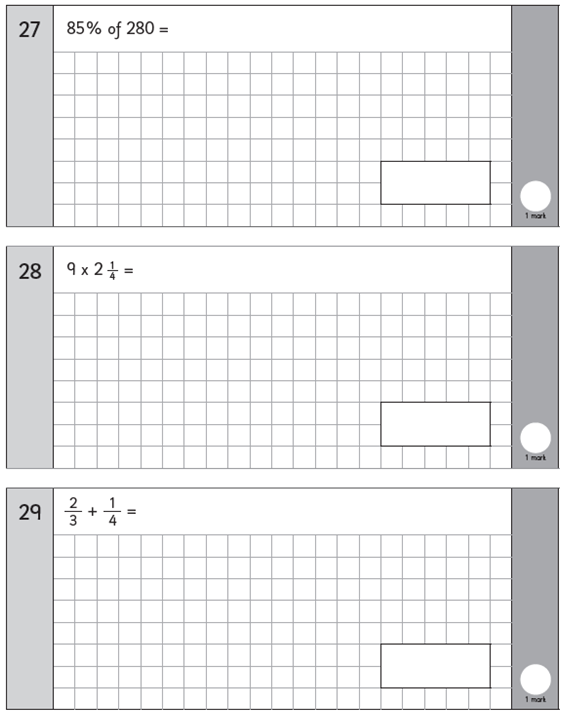 27
85% of 280 =
1 mark
28
9 x 2 1/4 =
1 mark
29
2/3 + 1/4 =
1 mark